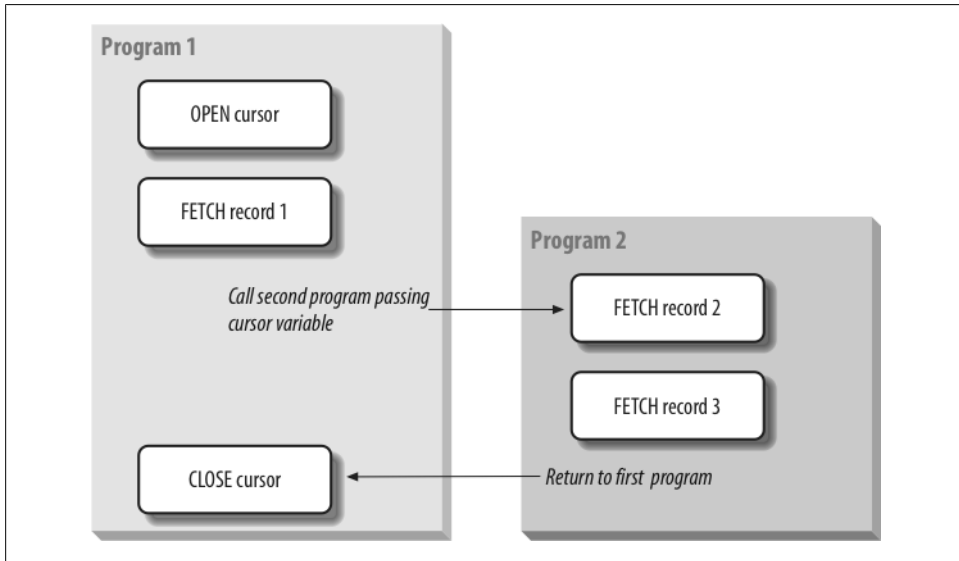 Program 1
OPEN cursor
FETCH record 1
Call second program passing
cursor variable
Program 2
FETCH record 2
FETCH record 3
Return to first program
CLOSE cursor